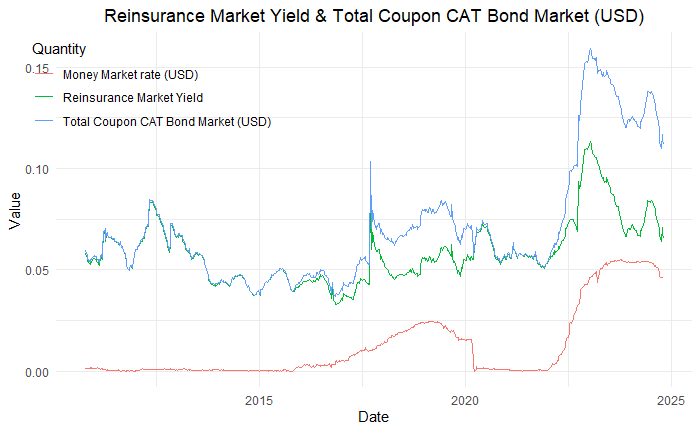 Reinsurance Market Yield & Total Coupon CAT Bond Market (USD)
Quantity
Money Market rate (USD)
Reinsurance Market Yield
Total Coupon CAT Bond Market (USD)
0.15
0.10
0.05
0.00
Value
2015
2020
2025
Date